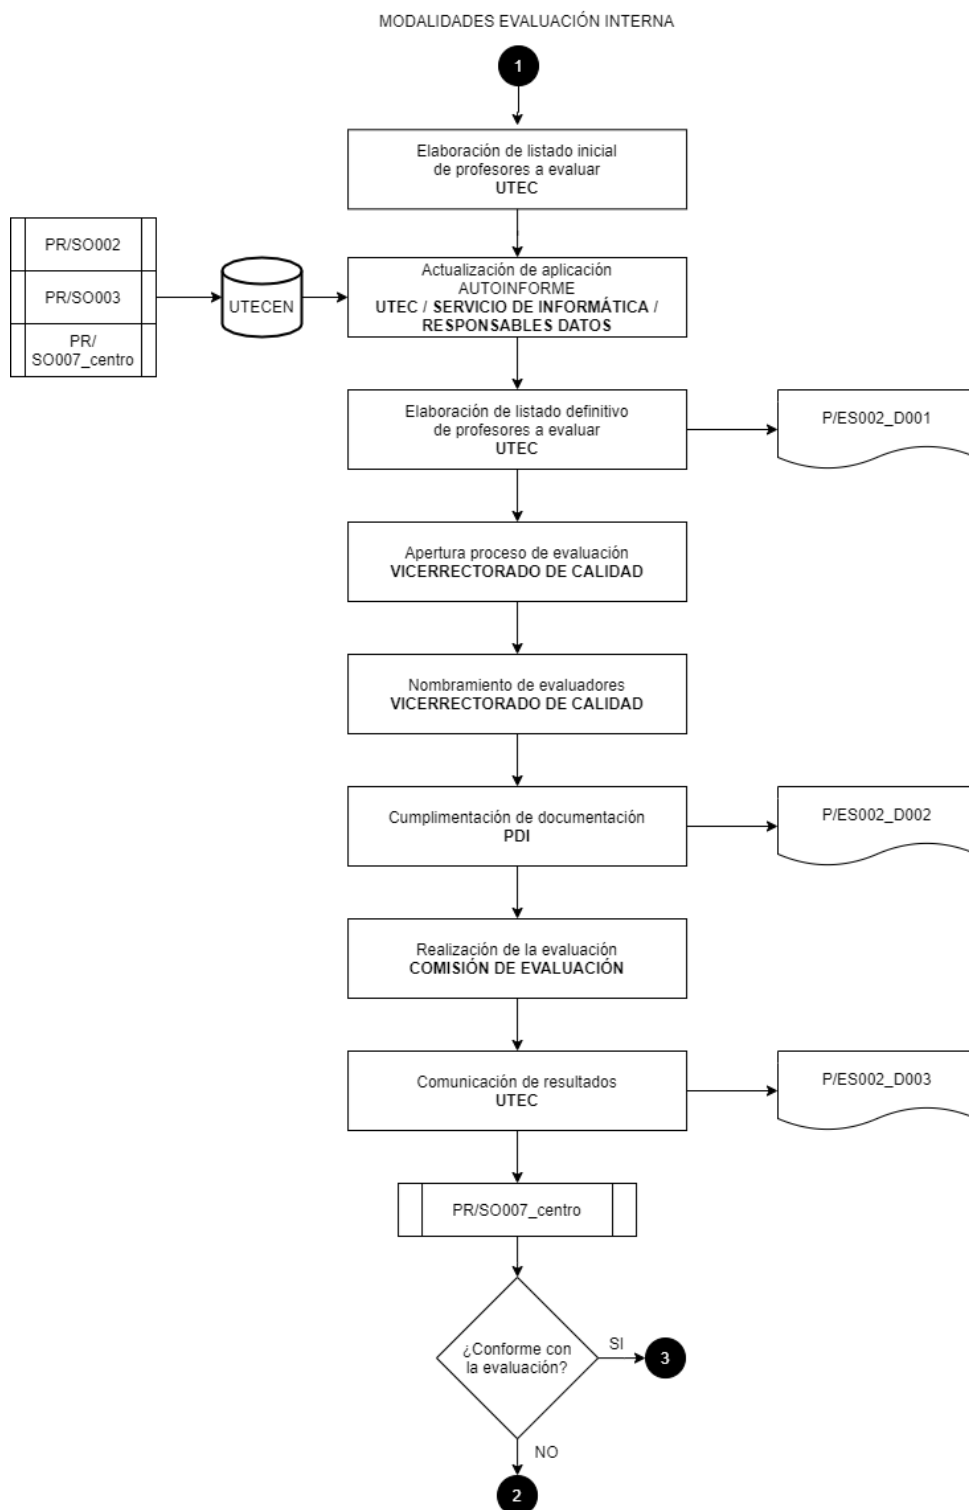 MODALIDADES EVALUACIÓN INTERNA
1
Elaboración de listado inicial
de profesores a evaluar
UTEC
PR/SO002
PR/SO003
PR/
SO007_centro
UTECEN
Actualización de aplicación
AUTOINFORME
UTEC / SERVICIO DE INFORMÁTICA /
RESPONSABLES DATOS
Elaboración de listado definitivo
de profesores a evaluar
UTEC
P/ES002_D001
Apertura proceso de evaluación
VICERRECTORADO DE CALIDAD
Nombramiento de evaluadores
VICERRECTORADO DE CALIDAD
Cumplimentación de documentación
PDI
P/ES002_D002
Realización de la evaluación
COMISIÓN DE EVALUACIÓN
Comunicación de resultados
UTEC
P/ES002_D003
PR/SO007_centro
¿Conforme con
la evaluación?
SI
3
NO
2